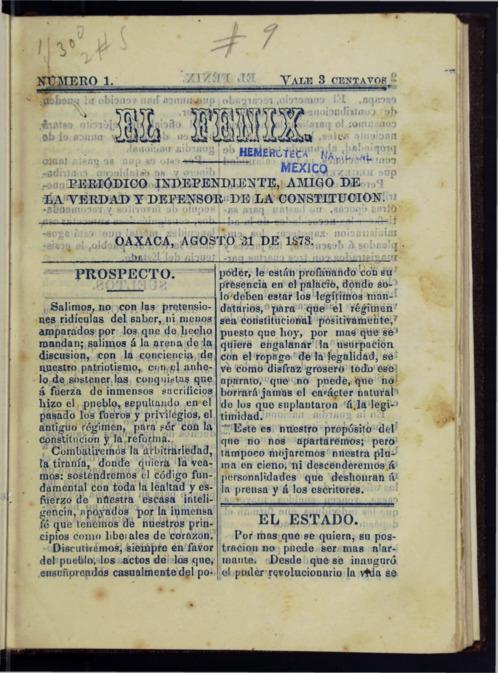 1/300
2 # 5
# 9
NUMERO 1.
VALE 3 CENTAVOS
EL FENIX.
HEMEROTECA NACIONAL
MEXICO
PERIÓDICO INDEPENDIENTE, AMIGO DE
LA VERDAD Y DEFENSOR DE LA CONSTITUCION.
OAXACA, AGOSTO 31 DE 1878.
PROSPECTO.
Salimos, no con las pretensio-
nes ridículas del saber, ni menos
amparados por los que de hecho
mandan; salimos á la arena de la
discusion, con la conciencia de
nuestro patriotismo, con el anhe-
lo de sostener las conquistas que
á fuerza de inmensos sacrificios
hizo el pueblo, sepultando en el
pasado los fueros y privilegios, el
antiguo régimen, para ser con la
constitucion y la reforma.
Combatirémos la arbitrariedad,
la tiranía, donde quiera la vea-
mos: sostendremos el código fun-
damental con toda la lealtad y es-
fuerzo de nuestra escasa inteli-
gencia, apoyados por la inmensa
fé que tenemos de nuestros prin-
cipios como liberales de corazon.
Discutirémos, siempre en favor
del pueblo, los actos de los que,
enseñoreados casualmente del po-
poder, le están profanando con su
presencia en el palacio, donde so-
lo deben estar los legítimos man-
datarios, para que el régimen
sea constitucional positivamente,
puesto que hoy, por mas que se
quiere engalanar la usurpacion
con el ropage de la legalidad, se
ve como disfraz grosero todo ese
aparato, que no puede, que no
borrará jamas el carácter natural
de los que suplantaron á la legi-
timidad.
Este es nuestro propósito del
que no nos apartaremos; pero
tampoco mojaremos nuestra plu-
ma en cieno, ni descenderemos á
personalidades que deshonran á
la prensa y á los escritores.
EL ESTADO.
Por mas que se quiera, su pos-
tracion no puede ser mas alar-
mante. Desde que se inauguró
el poder revolucionario la vida se